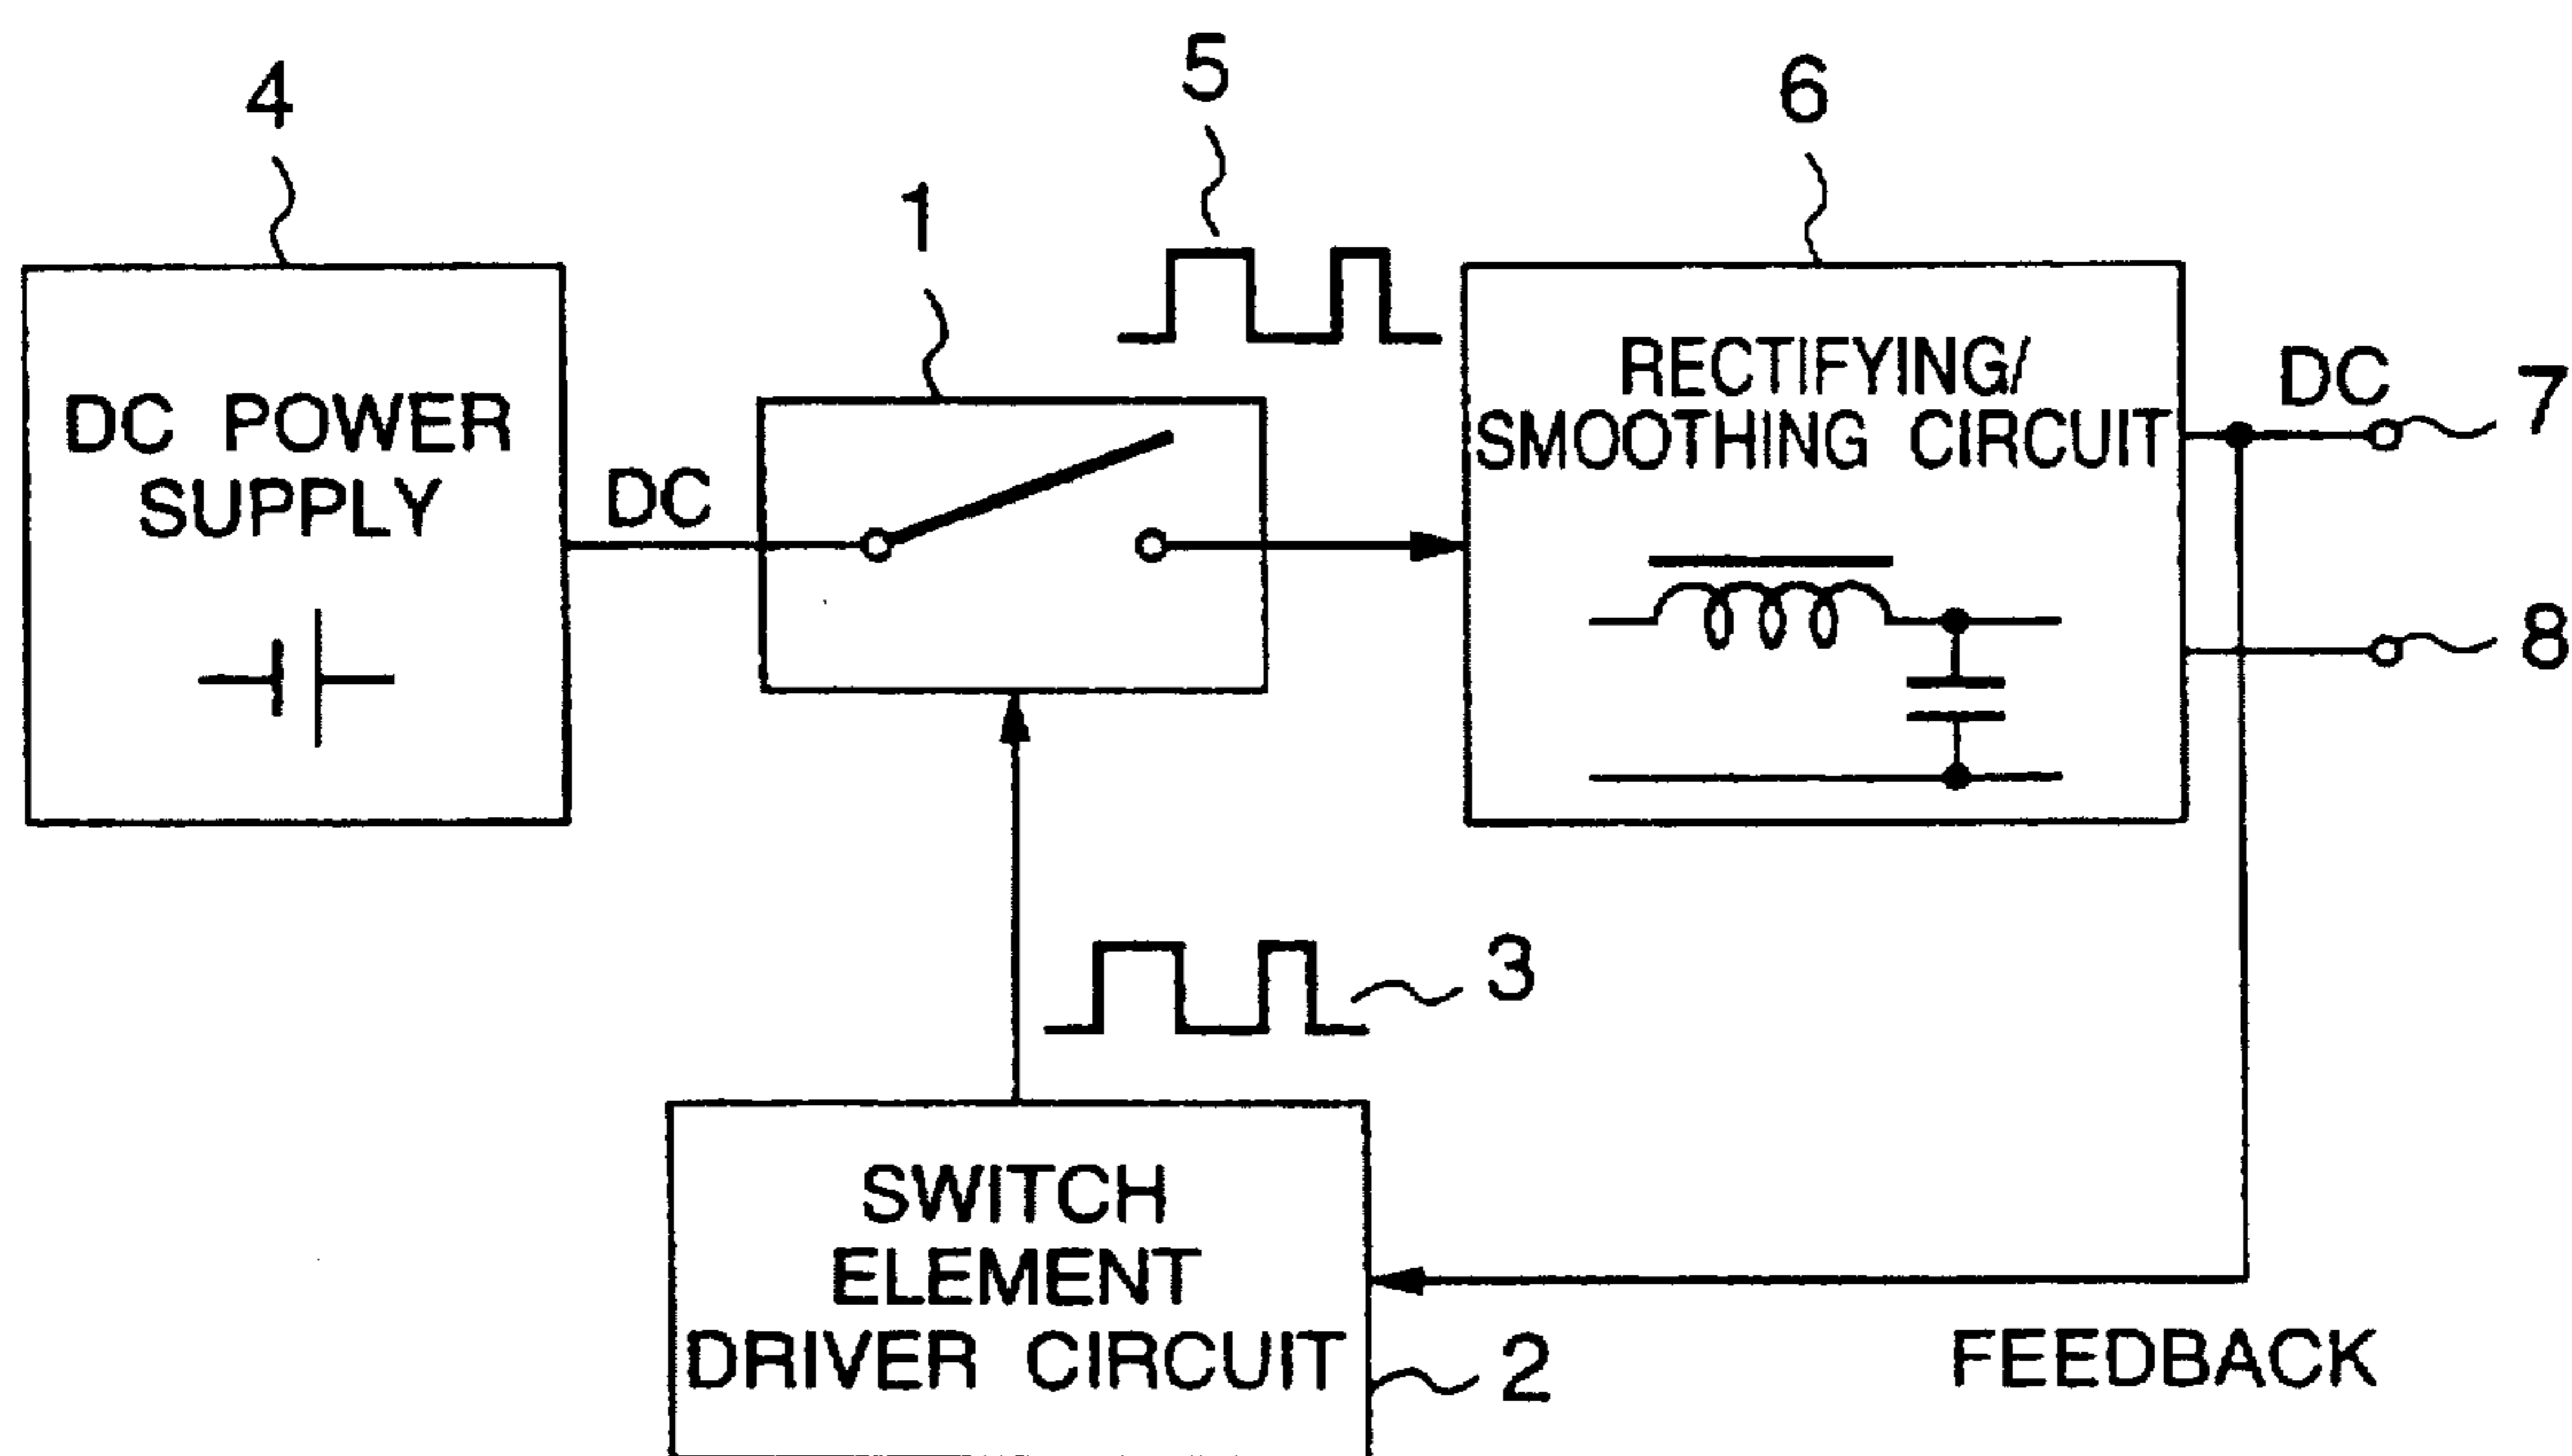 4
5
6
1
DC POWER
SUPPLY
DC
RECTIFYING/
SMOOTHING CIRCUIT
DC
7
8
3
SWITCH
ELEMENT
DRIVER CIRCUIT
2
FEEDBACK